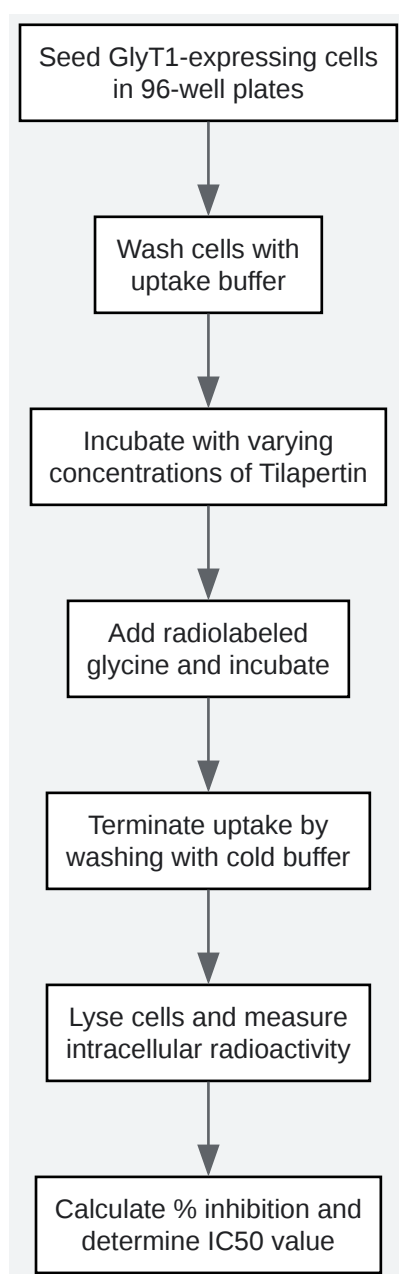 Seed GlyT1-expressing cells
in 96-well plates
Wash cells with
uptake buffer
Incubate with varying
concentrations of Tilapertin
Add radiolabeled
glycine and incubate
Terminate uptake by
washing with cold buffer
Lyse cells and measure
intracellular radioactivity
Calculate % inhibition and
determine IC50 value